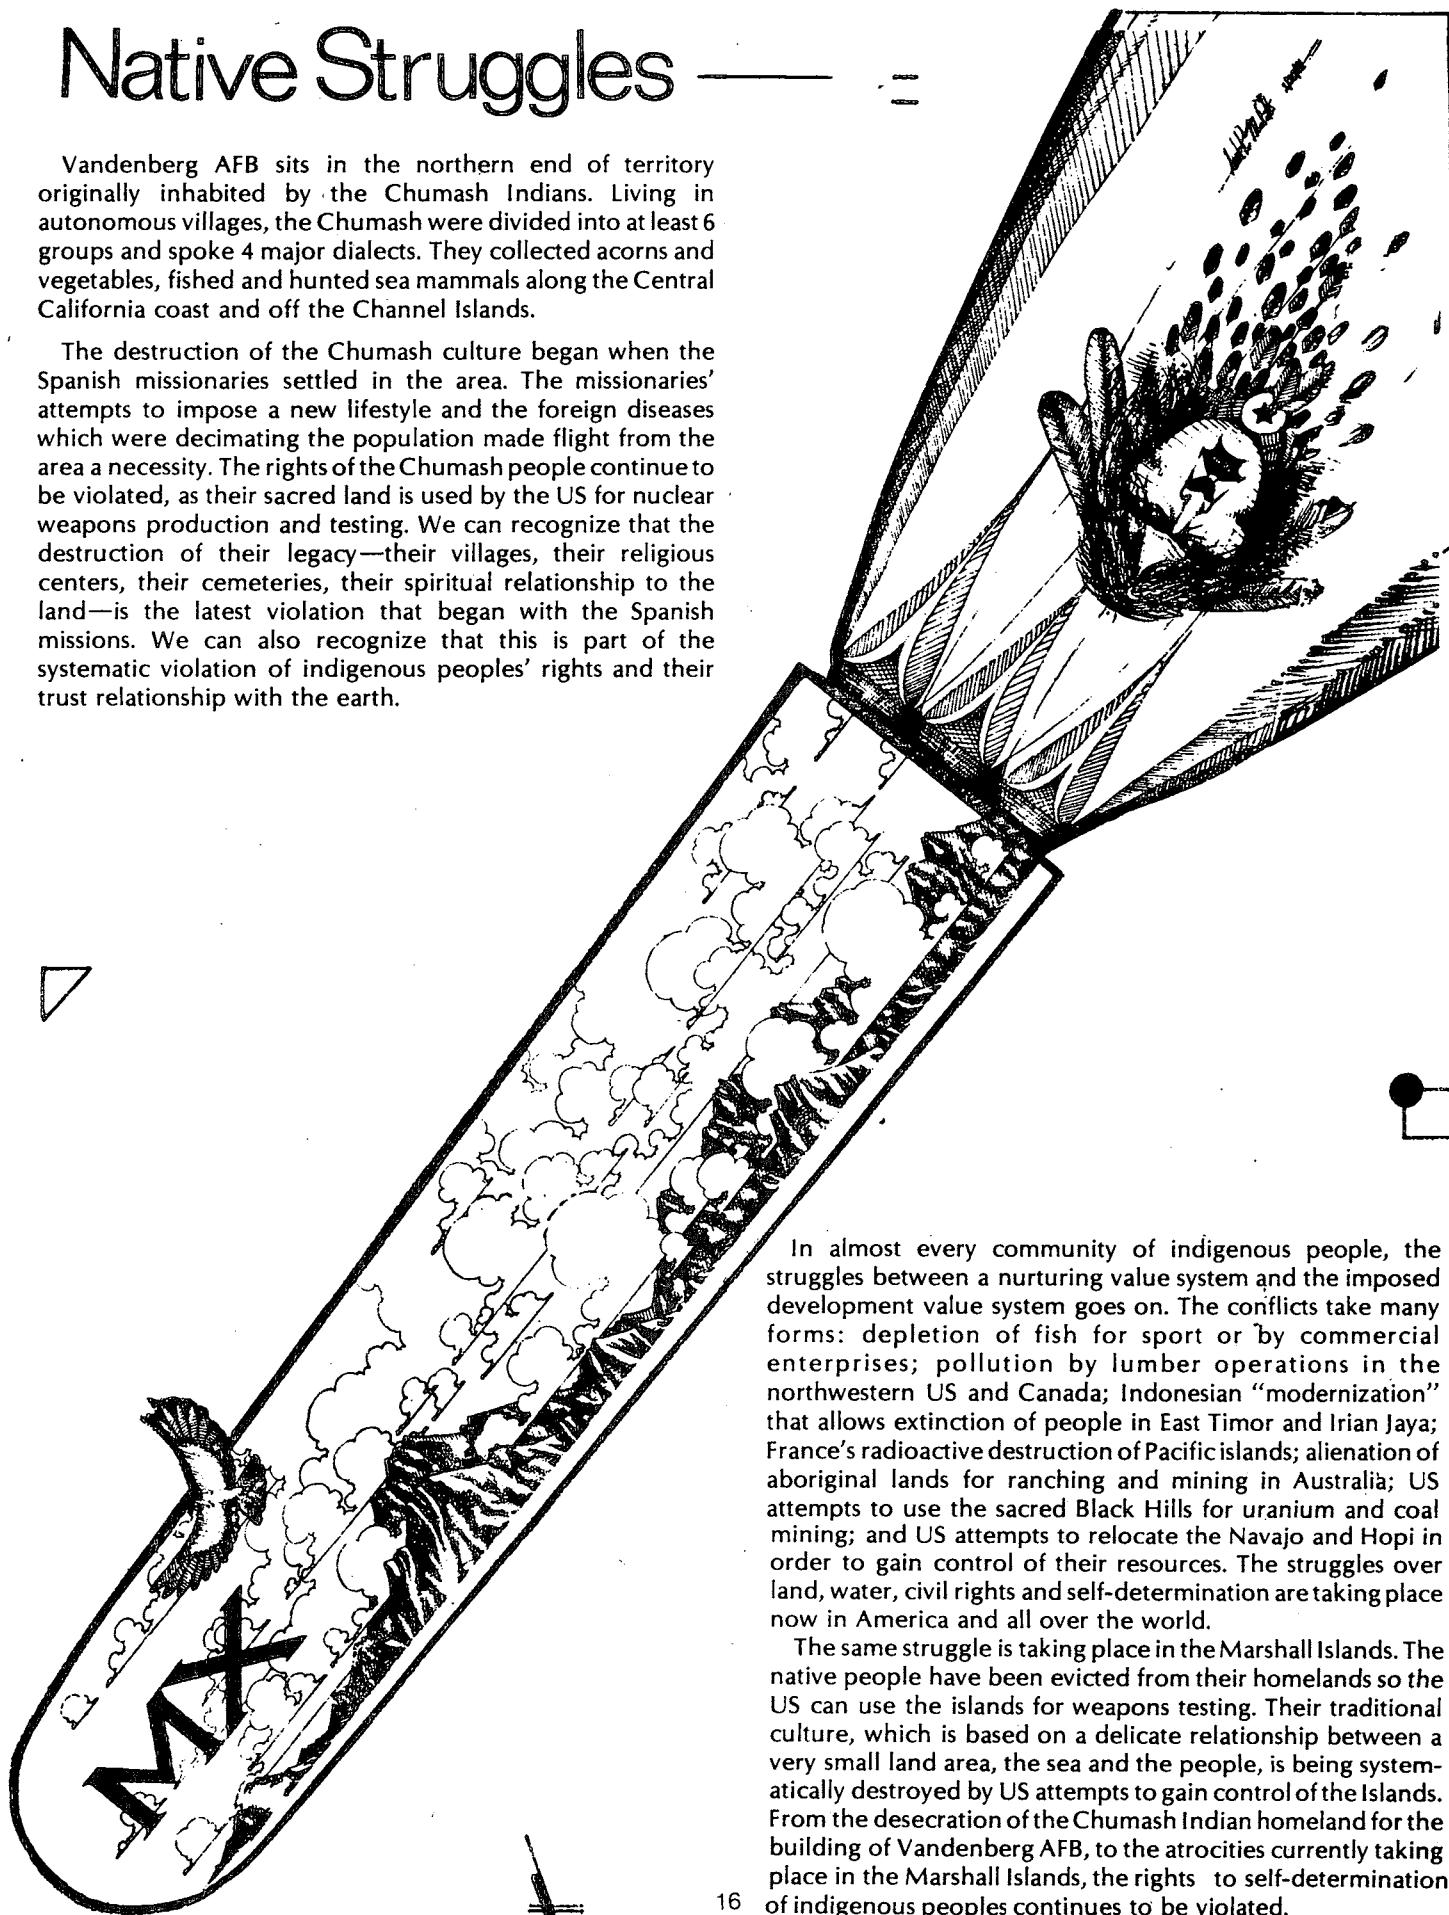 Native Struggles
Vandenberg AFB sits in the northern end of territory
originally inhabited by the Chumash Indians. Living in
autonomous villages, the Chumash were divided into at least 6
groups and spoke 4 major dialects. They collected acorns and
vegetables, fished and hunted sea mammals along the Central
California coast and off the Channel Islands.
The destruction of the Chumash culture began when the
Spanish missionaries settled in the area. The missionaries'
attempts to impose a new lifestyle and the foreign diseases
which were decimating the population made flight from the
area a necessity. The rights of the Chumash people continue to
be violated, as their sacred land is used by the US for nuclear
weapons production and testing. We can recognize that the
destruction of their legacy—their villages, their religious
centers, their cemeteries, their spiritual relationship to the
land—is the latest violation that began with the Spanish
missions. We can also recognize that this is part of the
systematic violation of indigenous peoples' rights and their
trust relationship with the earth.
MX
In almost every community of indigenous people, the
struggles between a nurturing value system and the imposed
development value system goes on. The conflicts take many
forms: depletion of fish for sport or by commercial
enterprises; pollution by lumber operations in the
northwestern US and Canada; Indonesian "modernization"
that allows extinction of people in East Timor and Irian Jaya;
France's radioactive destruction of Pacific islands; alienation of
aboriginal lands for ranching and mining in Australia; US
attempts to use the sacred Black Hills for uranium and coal
mining; and US attempts to relocate the Navajo and Hopi in
order to gain control of their resources. The struggles over
land, water, civil rights and self-determination are taking place
now in America and all over the world.
The same struggle is taking place in the Marshall Islands. The
native people have been evicted from their homelands so the
US can use the islands for weapons testing. Their traditional
culture, which is based on a delicate relationship between a
very small land area, the sea and the people, is being system-
atically destroyed by US attempts to gain control of the Islands.
From the desecration of the Chumash Indian homeland for the
building of Vandenberg AFB, to the atrocities currently taking
place in the Marshall Islands, the rights to self-determination
of indigenous peoples continues to be violated.
16